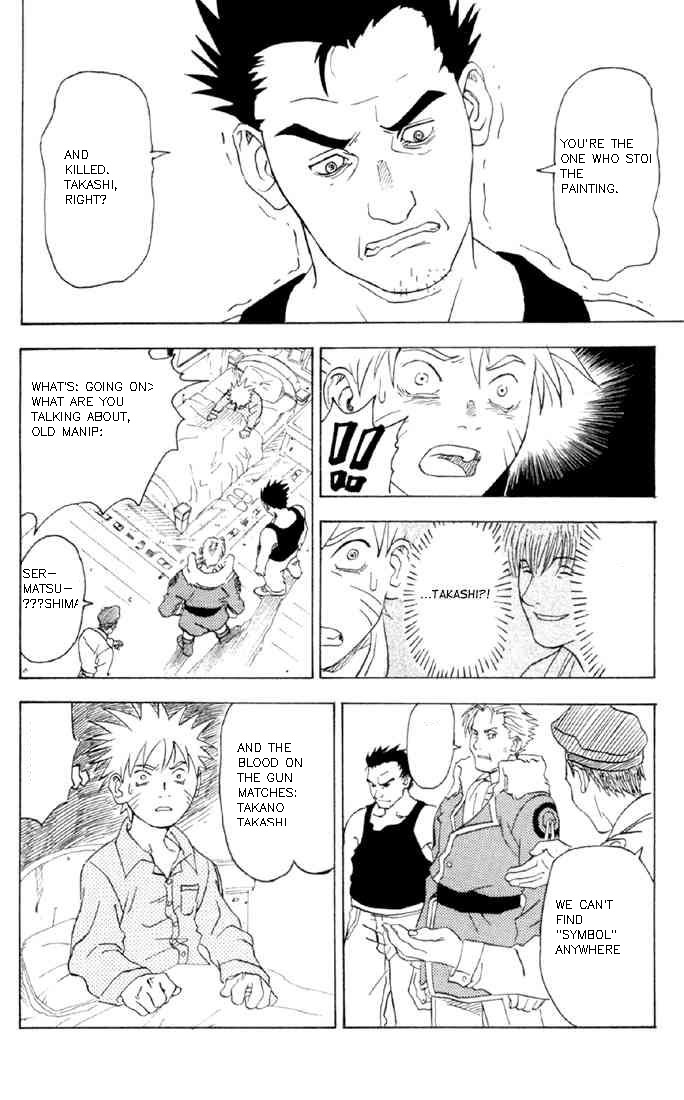 YOU'RE THE
ONE WHO STOI
THE
PAINTING.
AND
KILLED.
TAKASHI,
RIGHT?
!!
WHAT'S: GOING ON>
WHAT ARE YOU
TALKING ABOUT,
OLD MANIP:
...TAKASHI?!
SER-
MATSU-
???SHIMA
WE CAN'T
FIND
"SYMBOL"
ANYWHERE
AND THE
BLOOD ON
THE GUN
MATCHES:
TAKANO
TAKASHI